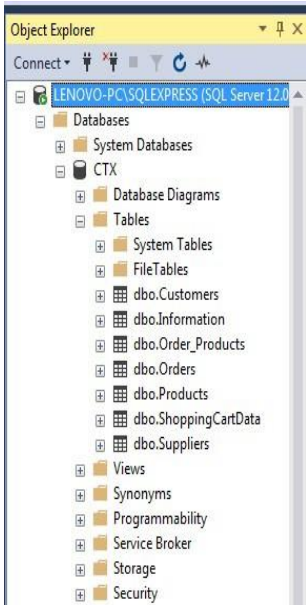 Object Explorer
Connect
LENOVO-PC\SQLEXPRESS (SQL Server 12.0
Databases
System Databases
CTX
Database Diagrams
Tables
System Tables
FileTables
dbo.Customers
dbo.Information
dbo.Order_Products
dbo.Orders
dbo.Products
dbo.ShoppingCartData
dbo.Suppliers
Views
Synonyms
Programmability
Service Broker
Storage
Security